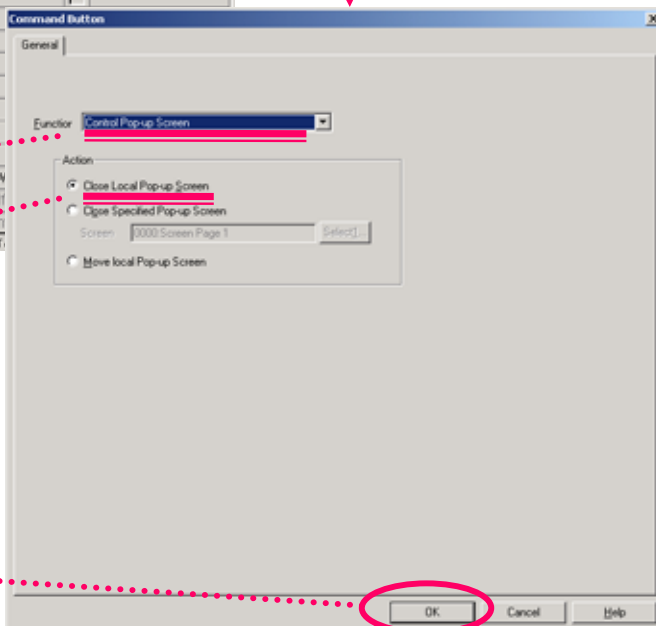 Command Button
General
Function Control Pop-up Screen
Action
Close Local Pop-up Screen
Close Specified Pop-up Screen
Screen 0000:Screen Page 1 Select1...
Move local Pop-up Screen
OK Cancel Help